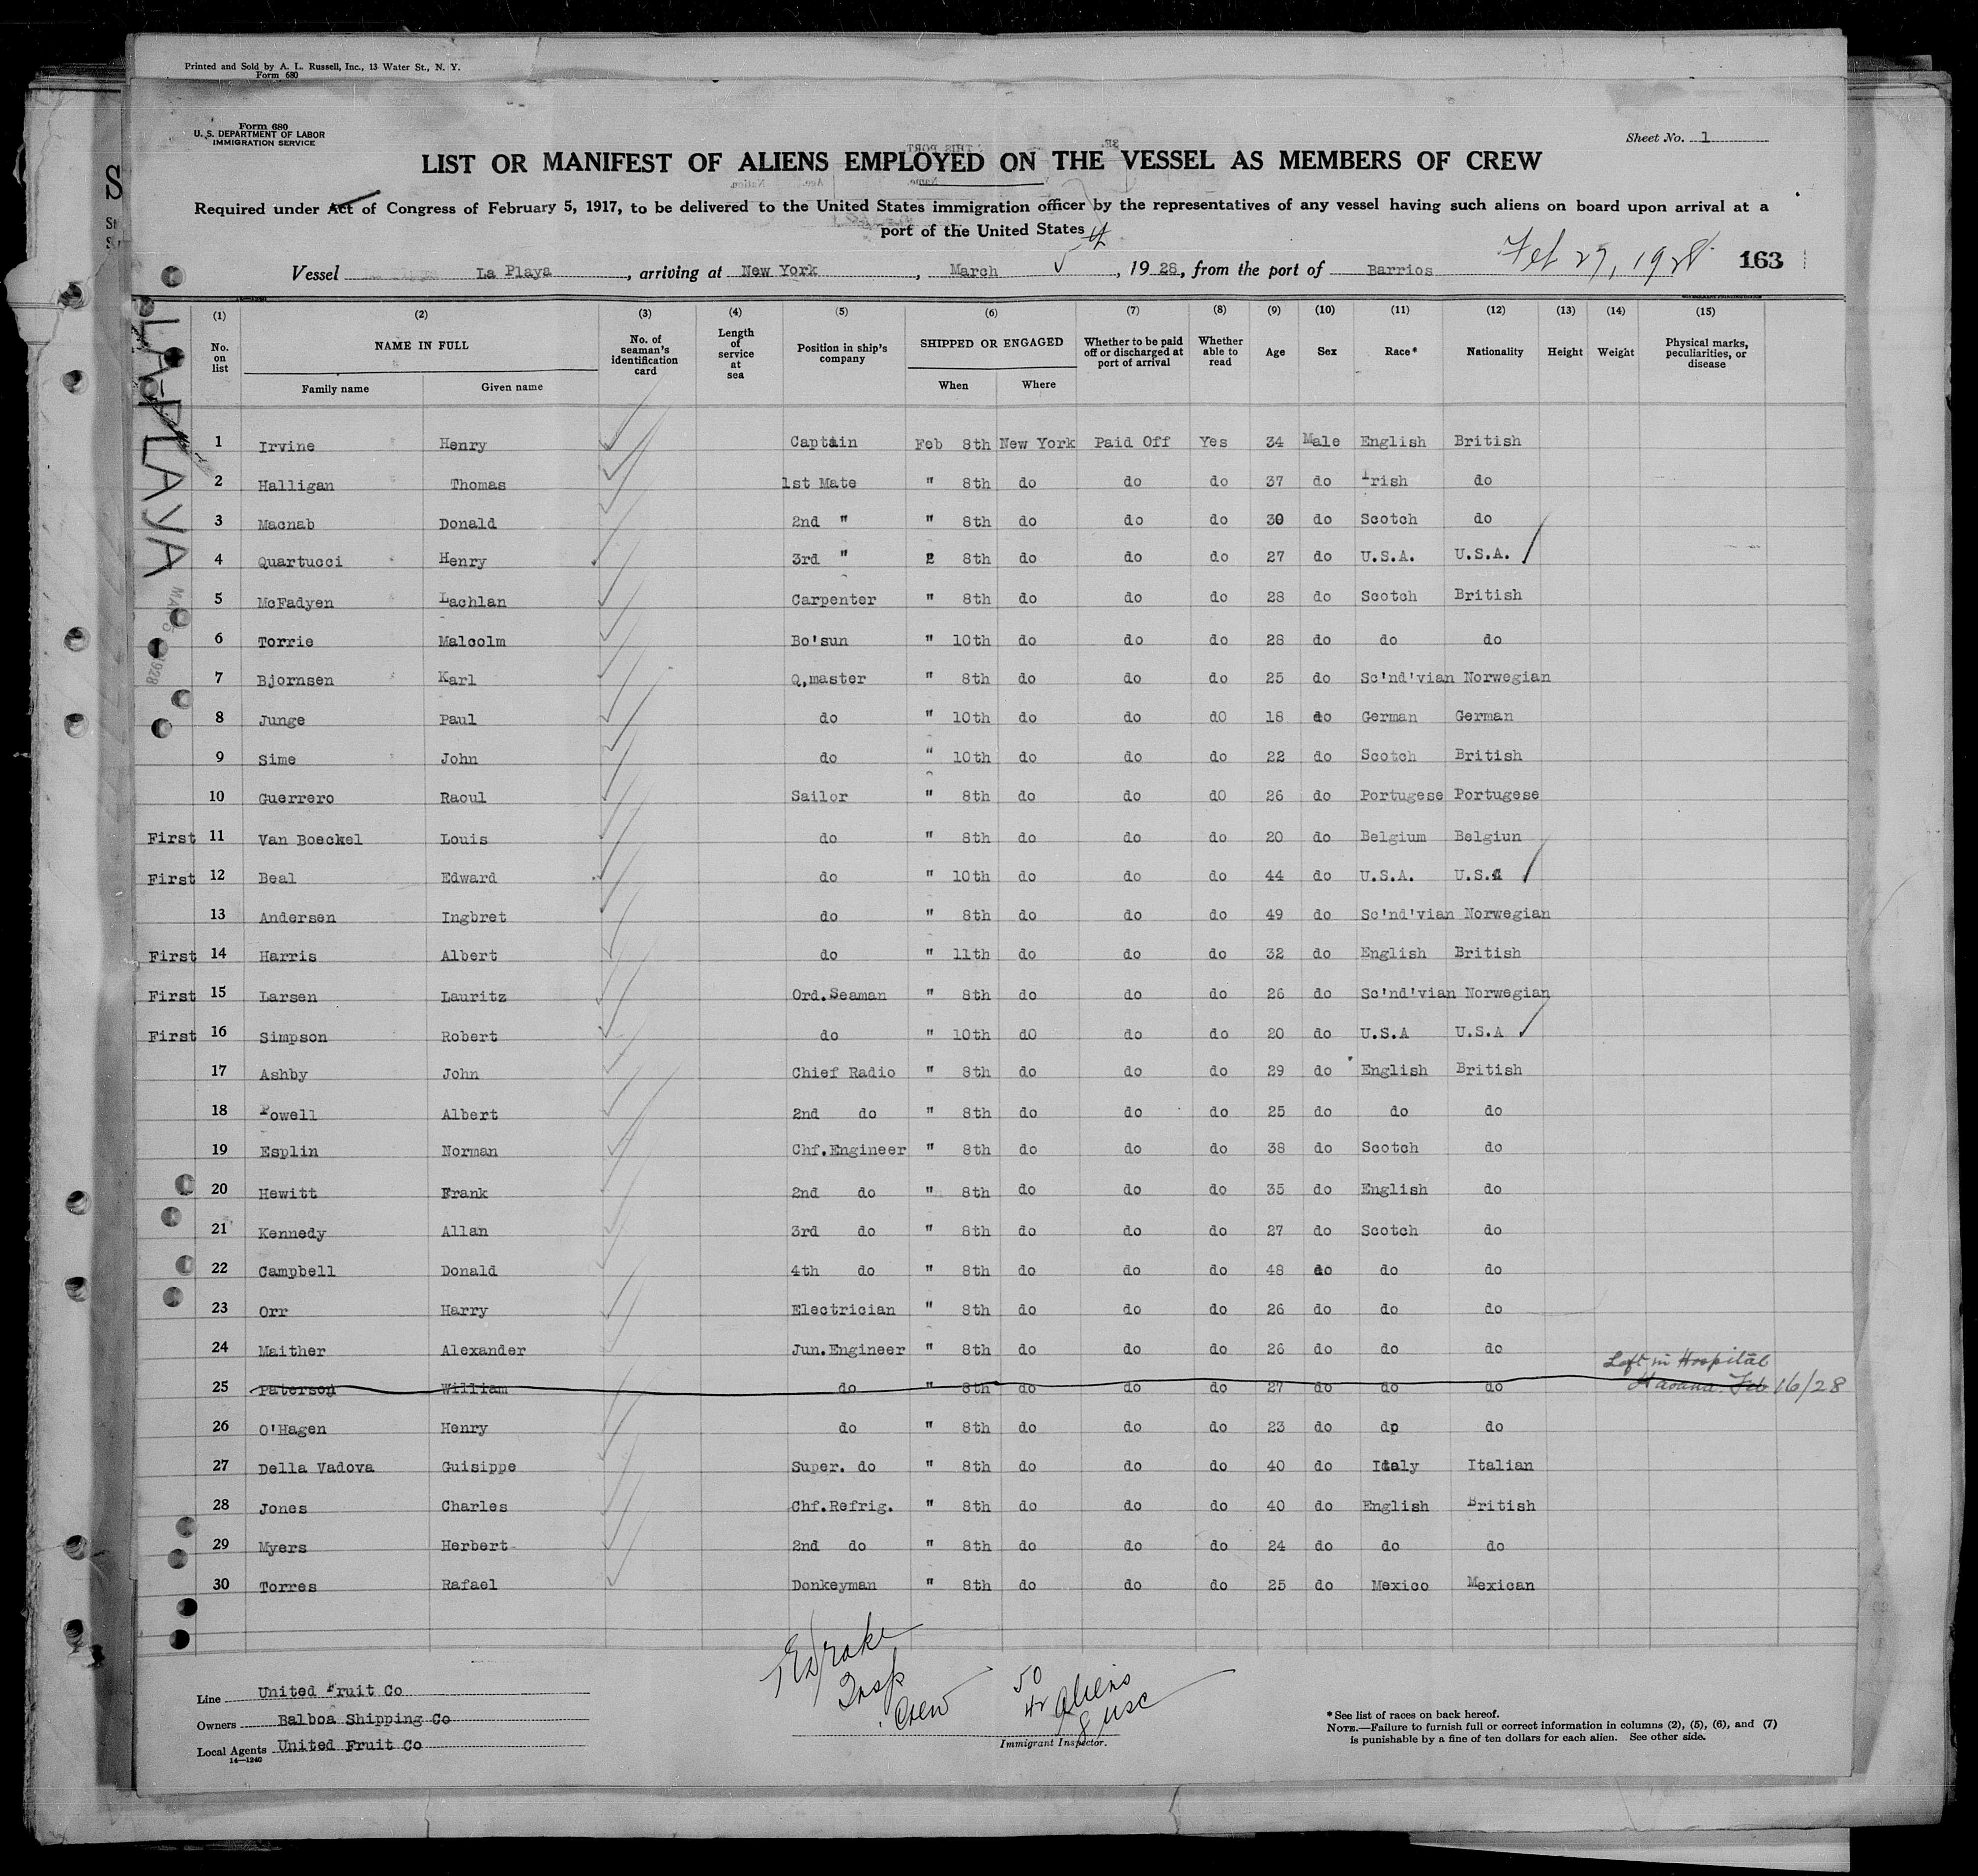 Printed and Sold by A. L. Russell, Inc., 13 Water St., N. Y.
Form 680
Form 680
U. S. DEPARTMENT OF LABOR
IMMIGRATION SERVICE
Sheet No. 1
LIST OR MANIFEST OF ALIENS EMPLOYED ON THE VESSEL AS MEMBERS OF CREW
Required under Act of Congress of February 5, 1917, to be delivered to the United States immigration officer by the representatives of any vessel having such aliens on board upon arrival at a
port of the United States
Vessel La Playa, arriving at New York, March 5th, 1928, from the port of Barrios Feb 27, 1928 163
LA-PLAYA
MAR 5 1928
(1) (2) (3) (4) (5) (6) (7) (8) (9) (10) (11) (12) (13) (14) (15)
No. on list NAME IN FULL Family name Given name No. of seaman's identification card Length of service at sea Position in ship's company SHIPPED OR ENGAGED When Where Whether to be paid off or discharged at port of arrival Whether able to read Age Sex Race* Nationality Height Weight Physical marks, peculiarities, or disease
1 Irvine Henry Captain Feb 8th New York Paid Off Yes 34 Male English British
2 Halligan Thomas 1st Mate " 8th do do do 37 do Irish do
3 Macnab Donald 2nd " " 8th do do do 30 do Scotch do
4 Quartucci Henry 3rd " 8th do do do 27 do U.S.A. U.S.A.
5 McFadyen Lachlan Carpenter " 8th do do do 28 do Scotch British
6 Torrie Malcolm Bo'sun " 10th do do do 28 do do do
7 Bjornsen Karl Q,master " 8th do do do 25 do Sc'nd'vian Norwegian
8 Junge Paul do " 10th do do dO 18 do German German
9 Sime John do " 10th do do do 22 do Scotch British
10 Guerrero Raoul Sailor " 8th do do dO 26 do Portugese Portugese
First 11 Van Boeckel Louis do " 8th do do do 20 do Belgium Belgiun
First 12 Beal Edward do " 10th do do do 44 do U.S.A. U.S.A
13 Andersen Ingbret do " 8th do do do 49 do Sc'nd'vian Norwegian
First 14 Harris Albert do " 11th do do do 32 do English British
First 15 Larsen Lauritz Ord.Seaman " 8th do do do 26 do Sc'nd'vian Norwegian
First 16 Simpson Robert do " 10th dO do do 20 do U.S.A U.S.A
17 Ashby John Chief Radio " 8th do do do 29 do English British
18 Powell Albert 2nd do " 8th do do do 25 do do do
19 Esplin Norman Chf.Engineer " 8th do do do 38 do Scotch do
20 Hewitt Frank 2nd do " 8th do do do 35 do English do
21 Kennedy Allan 3rd do " 8th do do do 27 do Scotch do
22 Campbell Donald 4th do " 8th do do do 48 do do do
23 Orr Harry Electrician " 8th do do do 26 do do do
24 Maither Alexander Jun.Engineer " 8th do do do 26 do do do
25 Paterson William do " 8th do do do 27 do do do Left in Hospital Havana Feb 16/28
26 O'Hagen Henry do " 8th do do do 23 do do do
27 Della Vadova Guisippe Super. do " 8th do do do 40 do Italy Italian
28 Jones Charles Chf.Refrig. " 8th do do do 40 do English British
29 Myers Herbert 2nd do " 8th do do do 24 do do do
30 Torres Rafael Donkeyman " 8th do do do 25 do Mexico Mexican
Line United Fruit Co
Owners Balboa Shipping Co
Local Agents United Fruit Co
14—1240
Insp
Crew 50
42 Aliens
8 USC
Immigrant Inspector.
*See list of races on back hereof.
NOTE.—Failure to furnish full or correct information in columns (2), (5), (6), and (7)
is punishable by a fine of ten dollars for each alien. See other side.